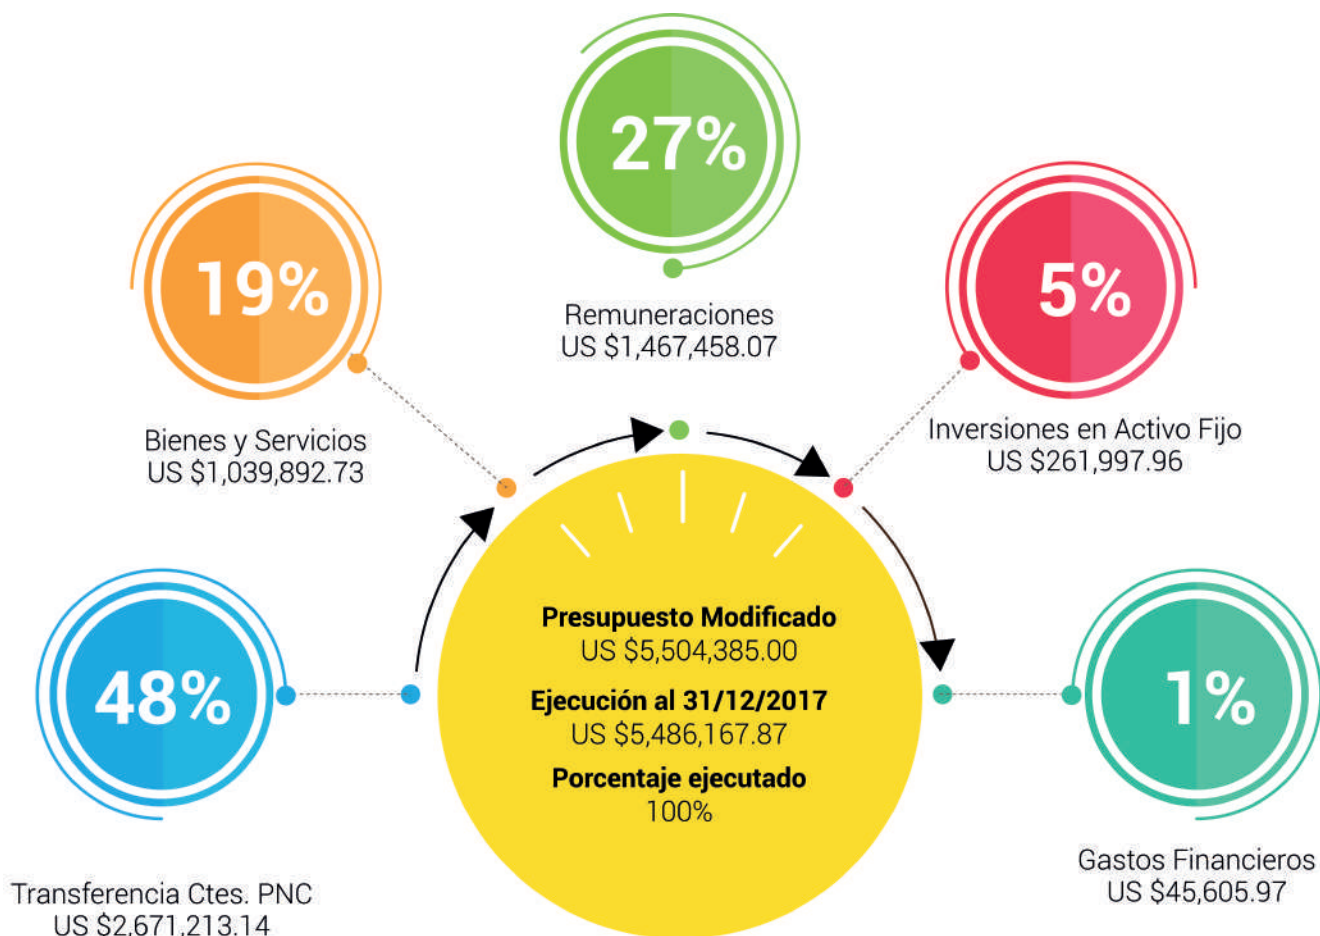 27%
Remuneraciones
US $1,467,458.07
19%
Bienes y Servicios
US $1,039,892.73
5%
Inversiones en Activo Fijo
US $261,997.96
48%
Transferencia Ctes. PNC
US $2,671,213.14
Presupuesto Modificado
US $5,504,385.00
Ejecución al 31/12/2017
US $5,486,167.87
Porcentaje ejecutado
100%
1%
Gastos Financieros
US $45,605.97